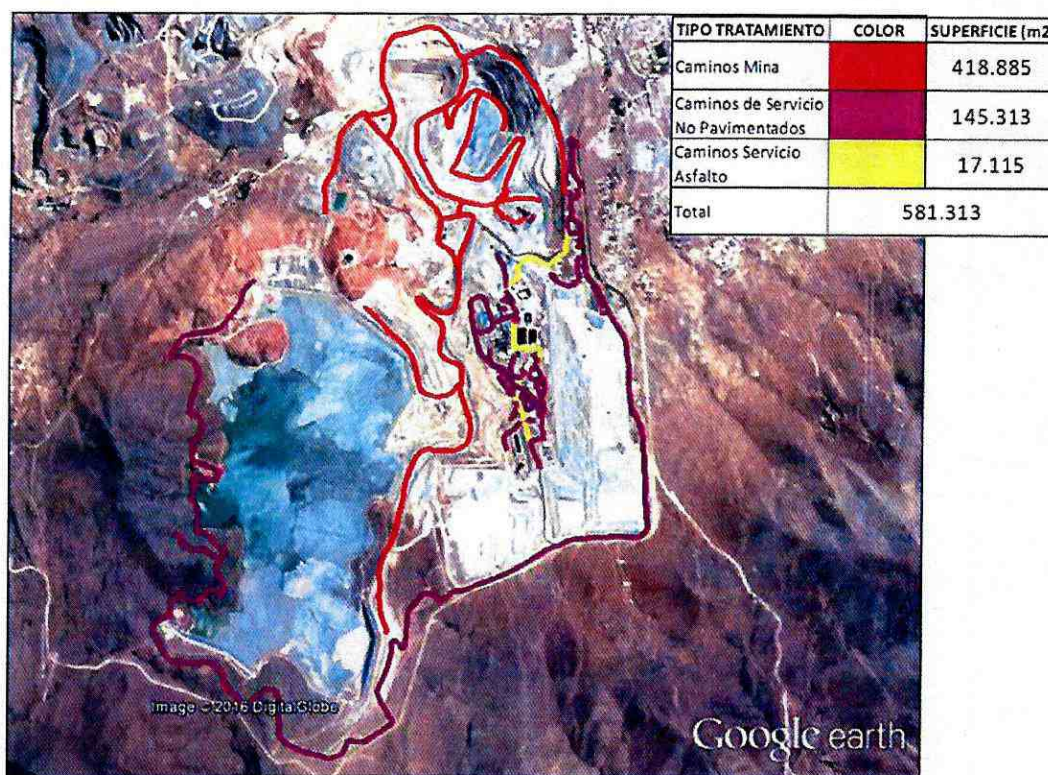 TIPO TRATAMIENTO COLOR SUPERFICIE (m2
Caminos Mina 418.885
Caminos de Servicio
No Pavimentados 145.313
Caminos Servicio
Asfalto 17.115
Total 581.313
Image © 2016 DigitalGlobe
Google earth